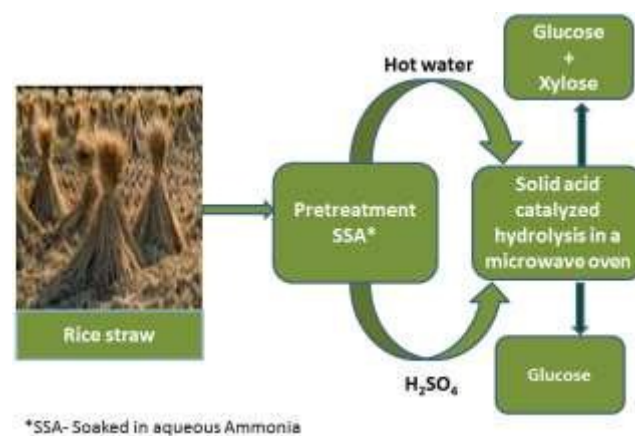 Glucose
+
Xylose
Hot water
Pretreatment
SSA*
Solid acid
catalyzed
hydrolysis in a
microwave oven
Rice straw
H₂SO₄
Glucose
*SSA- Soaked in aqueous Ammonia